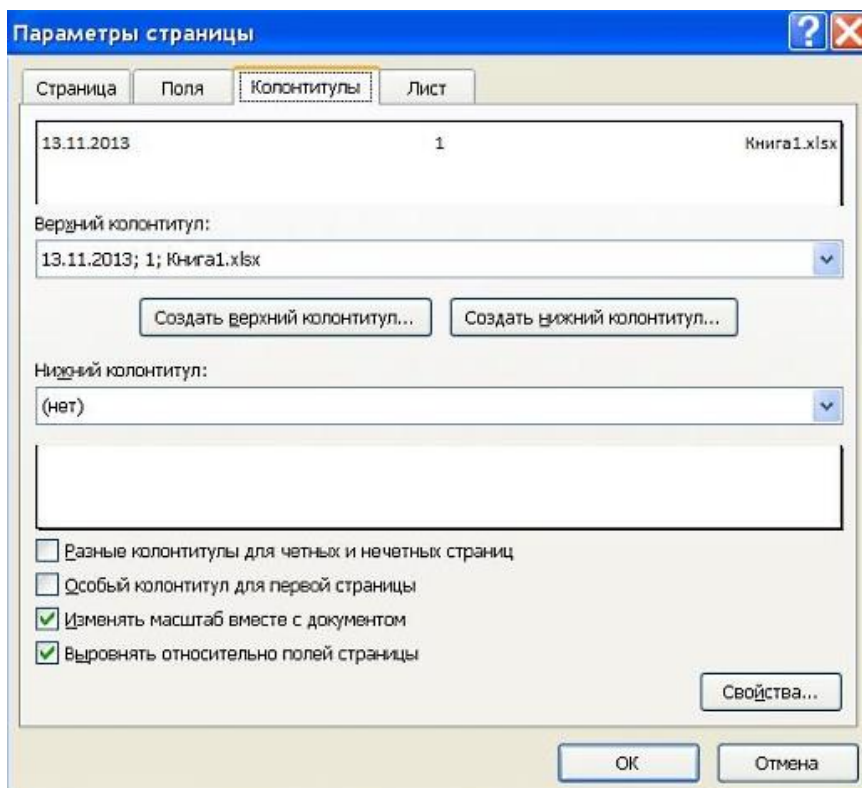 Параметры страницы
Страница Поля Колонтитулы Лист
13.11.2013 1 Книга1.xlsx
Верхний колонтитул:
13.11.2013; 1; Книга1.xlsx
Создать верхний колонтитул... Создать нижний колонтитул...
Нижний колонтитул:
(нет)
Разные колонтитулы для четных и нечетных страниц
Особый колонтитул для первой страницы
Изменять масштаб вместе с документом
Выровнять относительно полей страницы
Свойства...
ОК Отмена